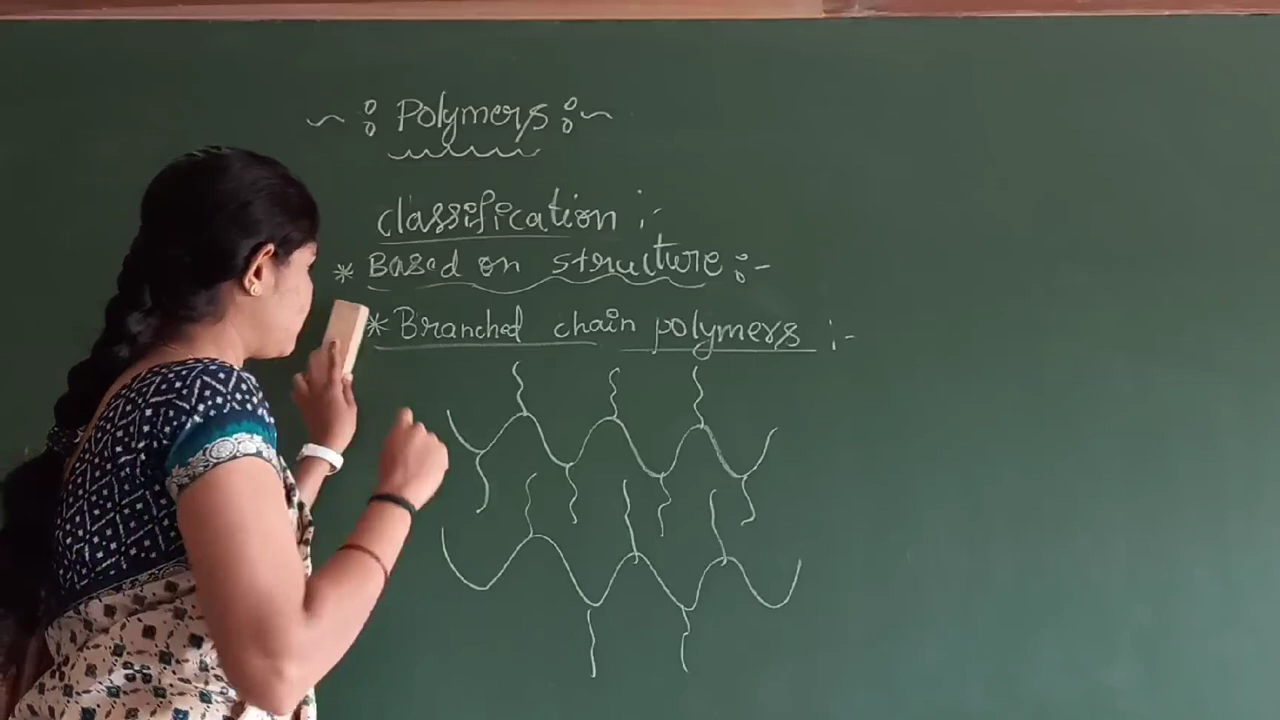 ~ : Polymers : ~
classification :-
* Based on structure :-
* Branched chain polymers :-